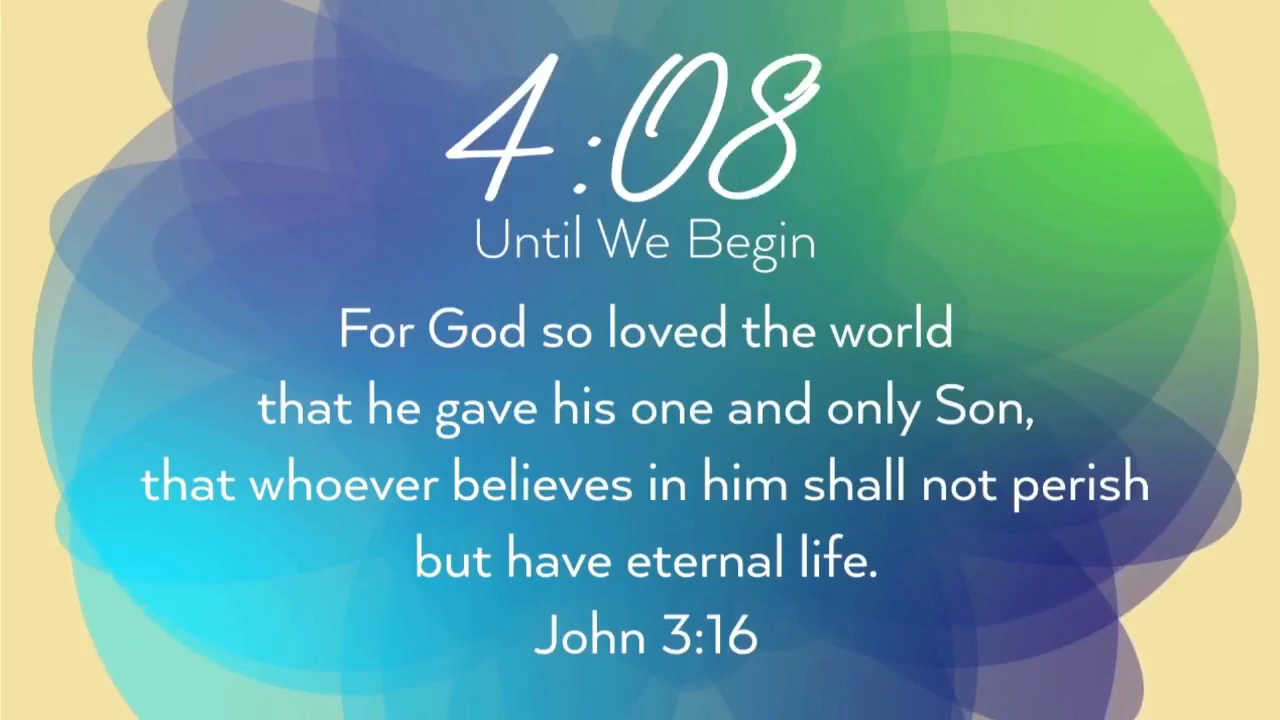 4:08
Until We Begin
For God so loved the world
that he gave his one and only Son,
that whoever believes in him shall not perish
but have eternal life.
John 3:16